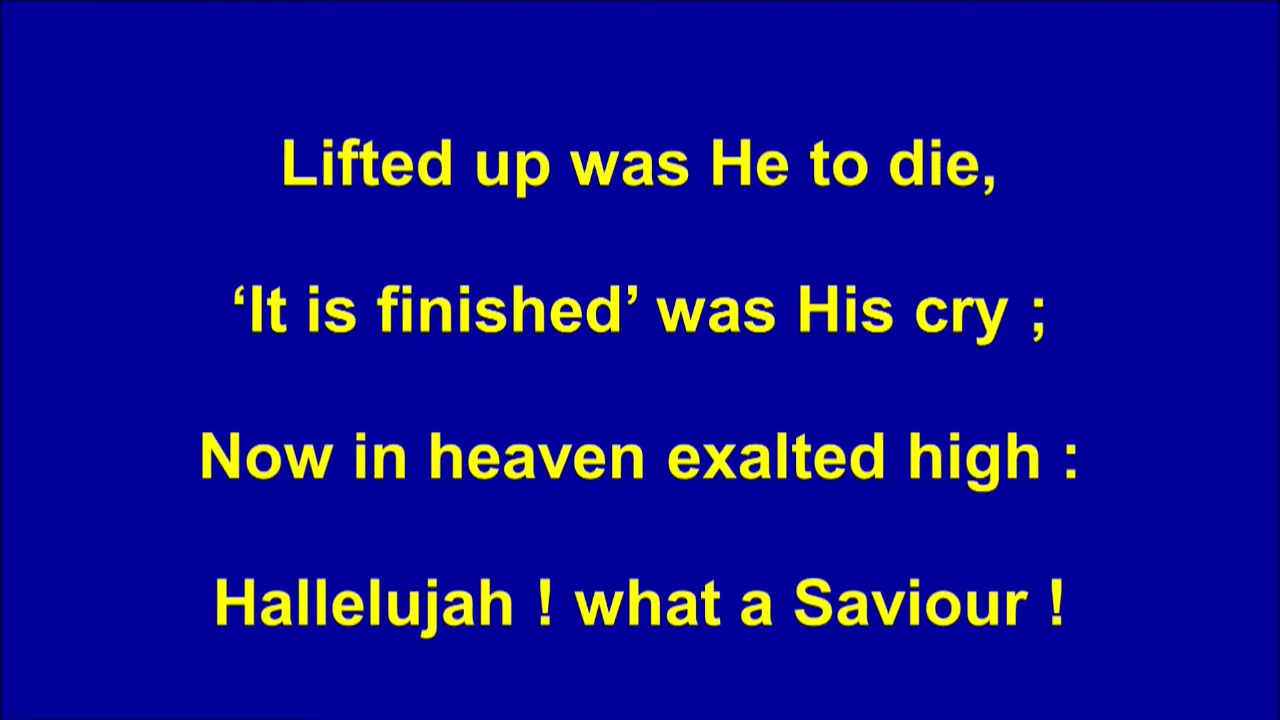 Lifted up was He to die,
‘It is finished’ was His cry ;
Now in heaven exalted high :
Hallelujah ! what a Saviour !